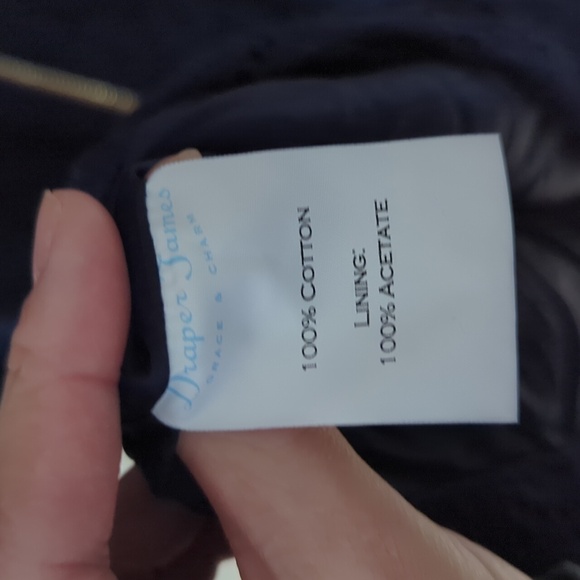 Draper James
GRACE & CHARM
100% COTTON
LINING:
100% ACETATE